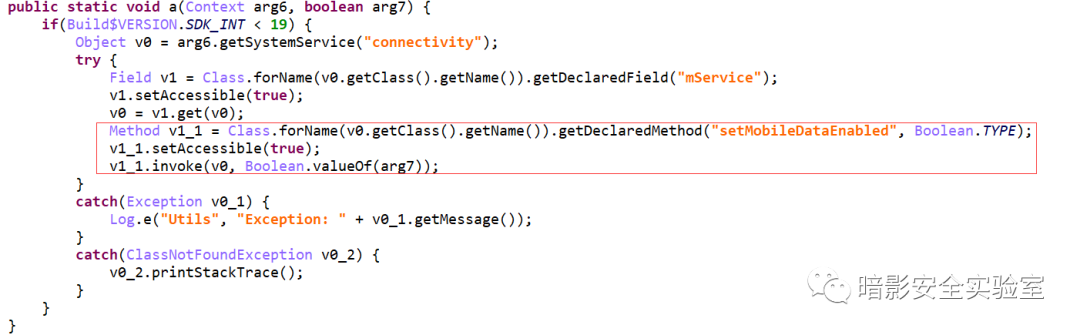 public static void a(Context arg6, boolean arg7) {
    if(Build$VERSION.SDK_INT < 19) {
        Object v0 = arg6.getSystemService("connectivity");
        try {
            Field v1 = Class.forName(v0.getClass().getName()).getDeclaredField("mService");
            v1.setAccessible(true);
            v0 = v1.get(v0);
            Method v1_1 = Class.forName(v0.getClass().getName()).getDeclaredMethod("setMobileDataEnabled", Boolean.TYPE);
            v1_1.setAccessible(true);
            v1_1.invoke(v0, Boolean.valueOf(arg7));
        }
        catch(Exception v0_1) {
            Log.e("Utils", "Exception: " + v0_1.getMessage());
        }
        catch(ClassNotFoundException v0_2) {
            v0_2.printStackTrace();
        }
    }
}
暗影安全实验室